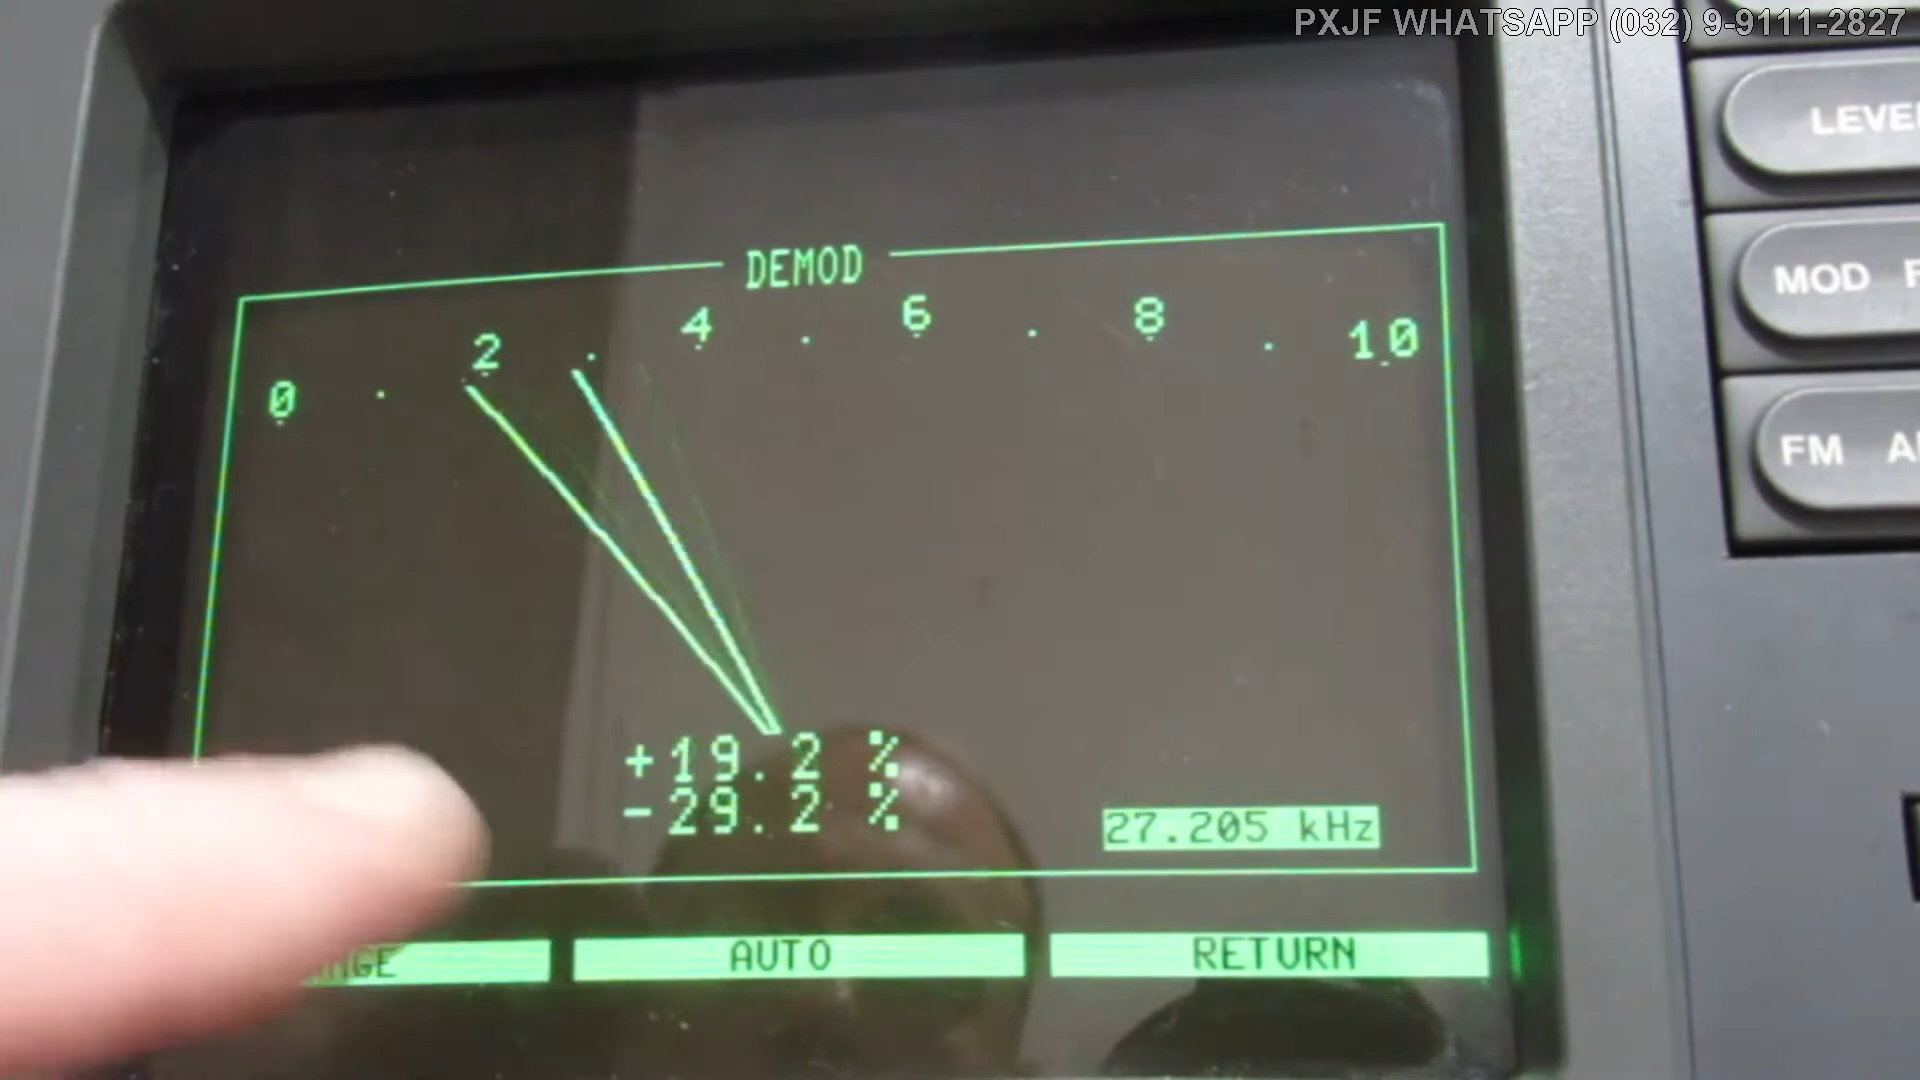 PXJF WHATSAPP (032) 9-9111-2827
LEVEL
MOD
FM
DEMOD
0 . 2 . 4 . 6 . 8 . 10
+19.2 %
-29.2 %
27.205 kHz
AUTO
RETURN